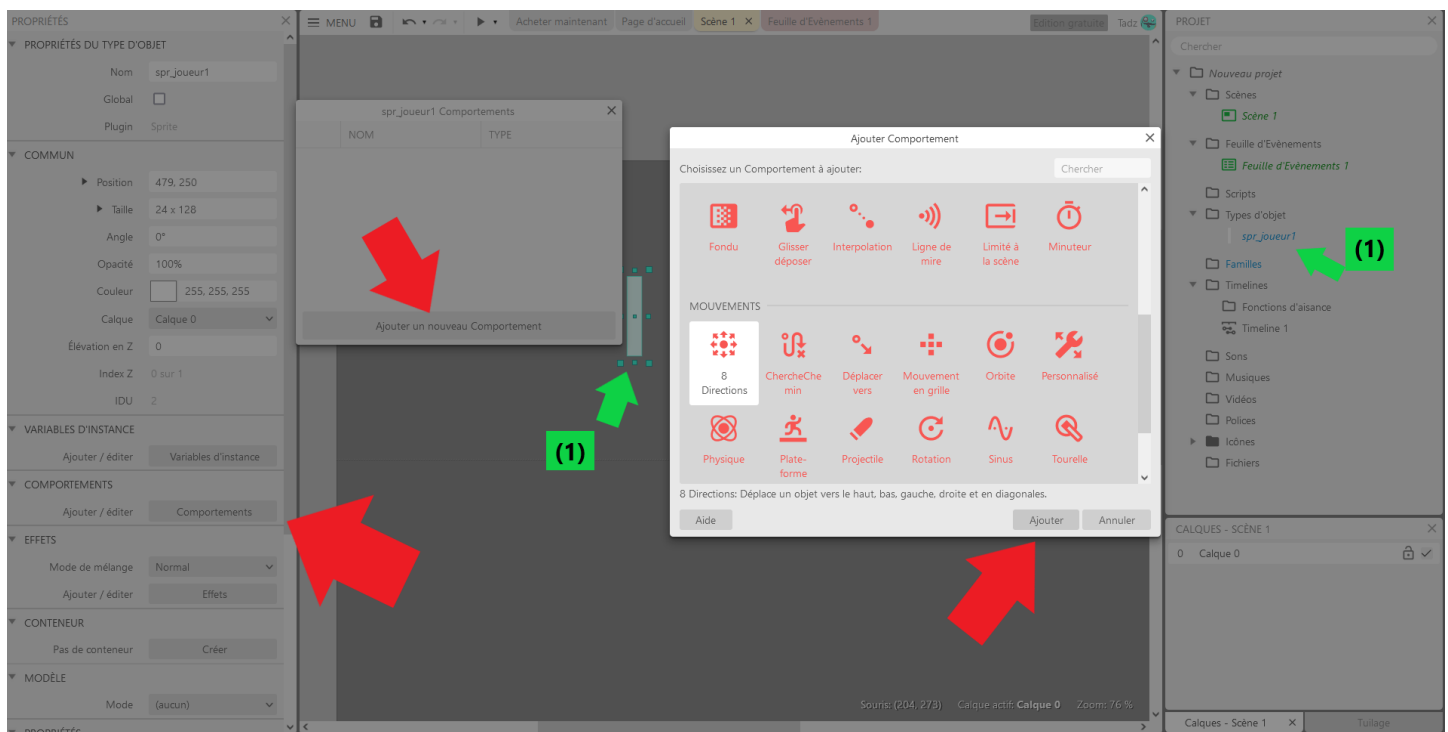 PROPRIÉTÉS
PROPRIÉTÉS DU TYPE D'OBJET
Nom spr_joueur1
Global
Plugin Sprite
COMMUN
Position 479, 250
Taille 24 x 128
Angle 0°
Opacité 100%
Couleur 255, 255, 255
Calque Calque 0
Élévation en Z 0
Index Z 0 sur 1
IDU 2
VARIABLES D'INSTANCE
Ajouter / éditer Variables d'instance
COMPORTEMENTS
Ajouter / éditer Comportements
EFFETS
Mode de mélange Normal
Ajouter / éditer Effets
CONTENEUR
Pas de conteneur Créer
MODÈLE
Mode (aucun)
PROPRIÉTÉS
MENU Acheter maintenant Page d'accueil Scène 1 Feuille d'Evènements 1 Edition gratuite Tadz
spr_joueur1 Comportements
NOM TYPE
Ajouter un nouveau Comportement
(1)
Ajouter Comportement
Choisissez un Comportement à ajouter: Chercher
Fondu Glisser Interpolation Ligne de Limité à Minuteur
déposer mire la scène
MOUVEMENTS
8 ChercheChe Déplacer Mouvement Orbite Personnalisé
Directions min vers en grille
Physique Plate- Projectile Rotation Sinus Tourelle
forme
8 Directions: Déplace un objet vers le haut, bas, gauche, droite et en diagonales.
Aide Ajouter Annuler
Souris: (204, 273) Calque actif: Calque 0 Zoom: 76 %
PROJET
Chercher
Nouveau projet
Scènes
Scène 1
Feuille d'Evènements
Feuille d'Evènements 1
Scripts
Types d'objet
spr_joueur1
(1)
Familles
Timelines
Fonctions d'aisance
Timeline 1
Sons
Musiques
Vidéos
Polices
Icônes
Fichiers
CALQUES - SCÈNE 1
0 Calque 0
Calques - Scène 1 Tuilage